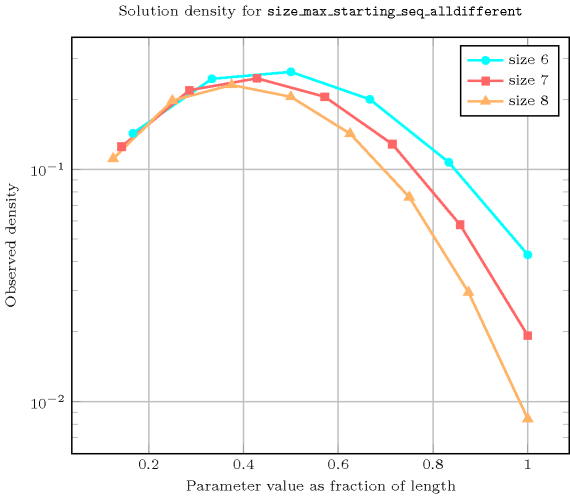 Solution density for size_max_starting_seq_alldifferent
size 6
size 7
size 8
10^{-1}
10^{-2}
Observed density
0.2 0.4 0.6 0.8 1
Parameter value as fraction of length